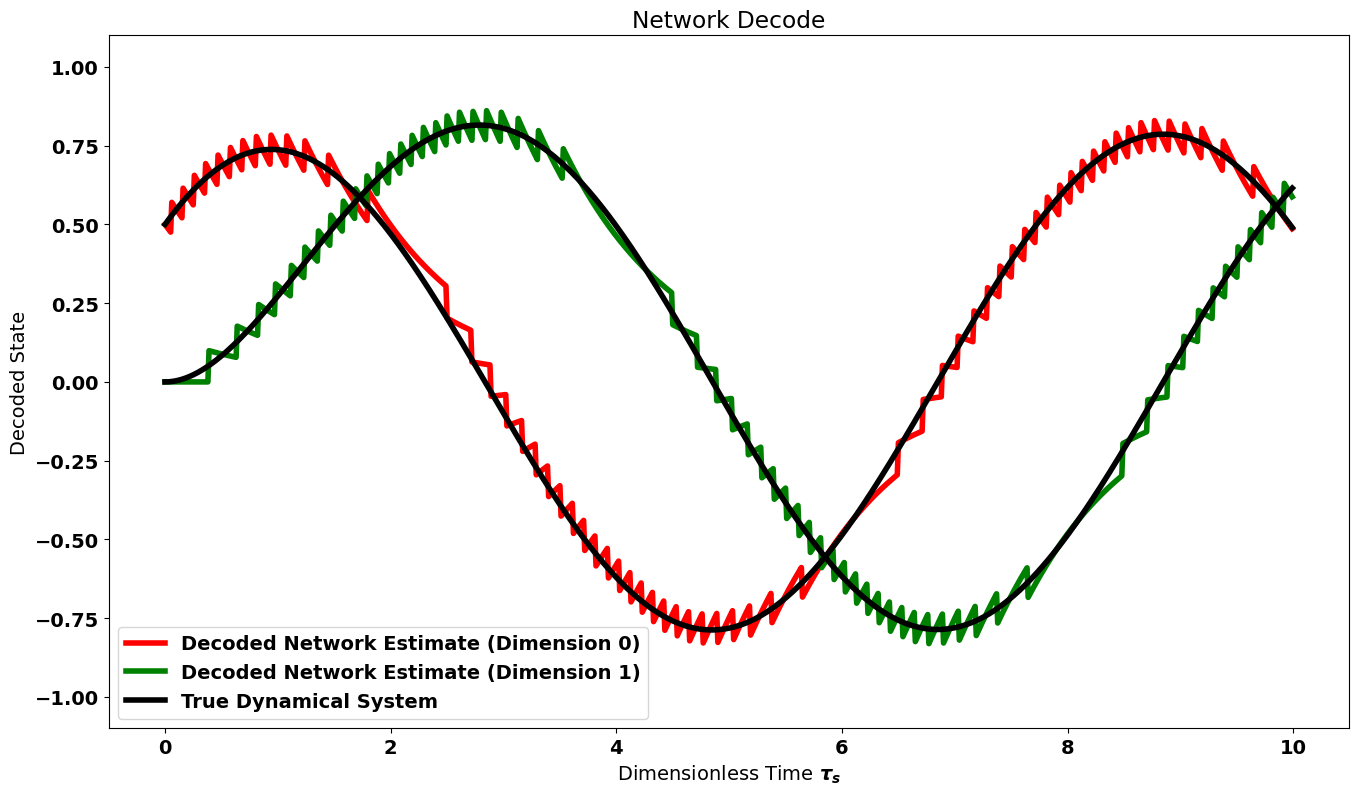 Network Decode
Decoded State
1.00
0.75
0.50
0.25
0.00
−0.25
−0.50
−0.75
−1.00
Decoded Network Estimate (Dimension 0)
Decoded Network Estimate (Dimension 1)
True Dynamical System
0 2 4 6 8 10
Dimensionless Time τₛ